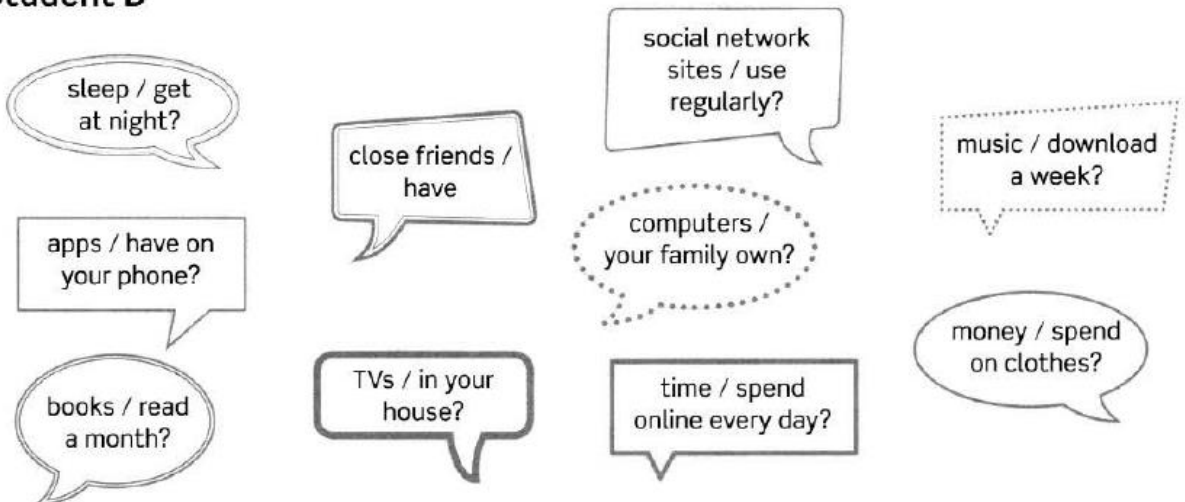 Student B
sleep / get
at night?
close friends /
have
social network
sites / use
regularly?
music / download
a week?
apps / have on
your phone?
computers /
your family own?
money / spend
on clothes?
books / read
a month?
TVs / in your
house?
time / spend
online every day?